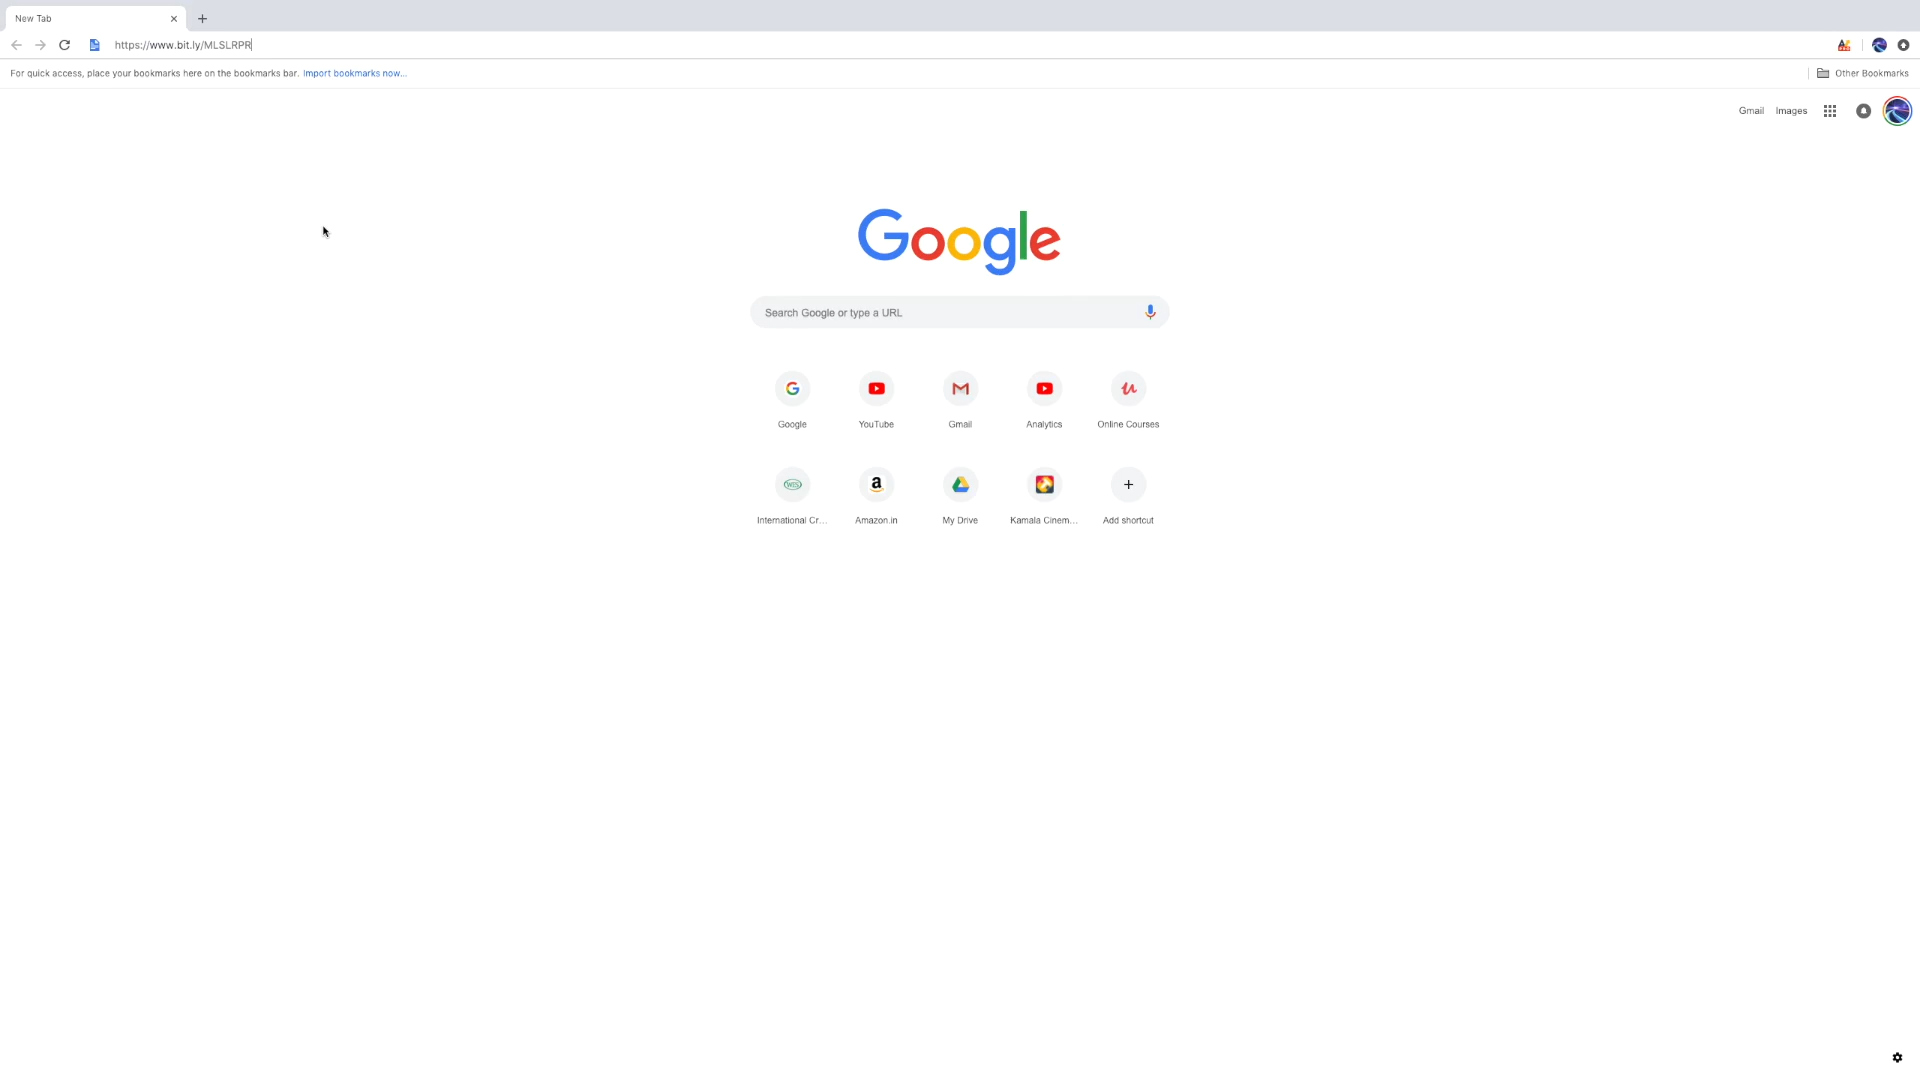 New Tab
https://www.bit.ly/MLSLRPR
For quick access, place your bookmarks here on the bookmarks bar. Import bookmarks now...
Other Bookmarks
Gmail Images
Google
Search Google or type a URL
Google YouTube Gmail Analytics Online Courses
International Cr... Amazon.in My Drive Kamala Cinem... Add shortcut